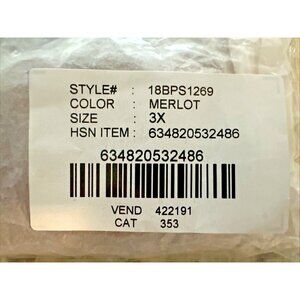 STYLE# : 18BPS1269
COLOR : MERLOT
SIZE : 3X
HSN ITEM : 634820532486
634820532486
VEND 422191
CAT 353